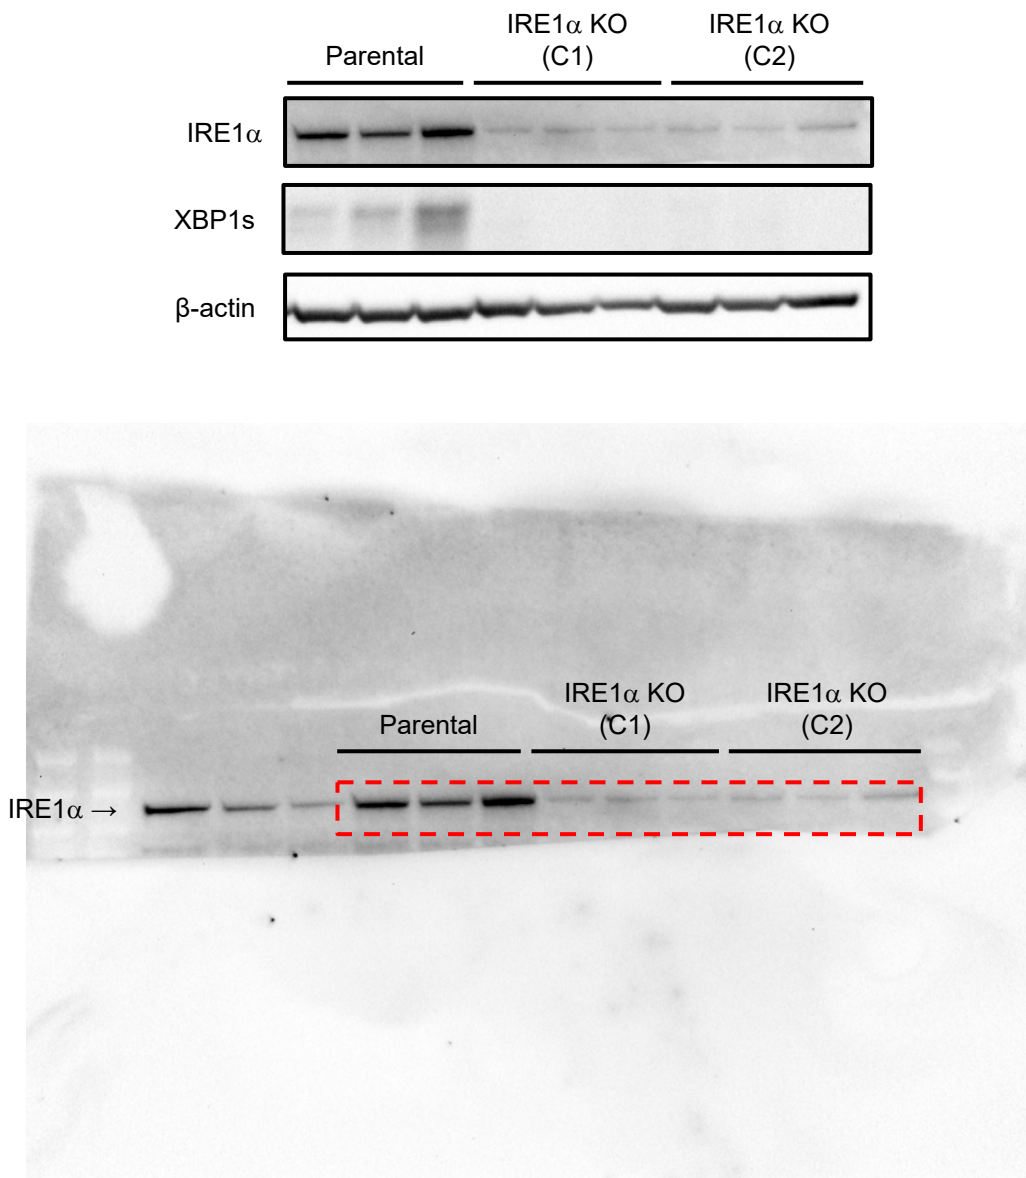 Parental
IRE1α KO
(C1)
IRE1α KO
(C2)
IRE1α
XBP1s
β-actin
Parental
IRE1α KO
(C1)
IRE1α KO
(C2)
IRE1α →